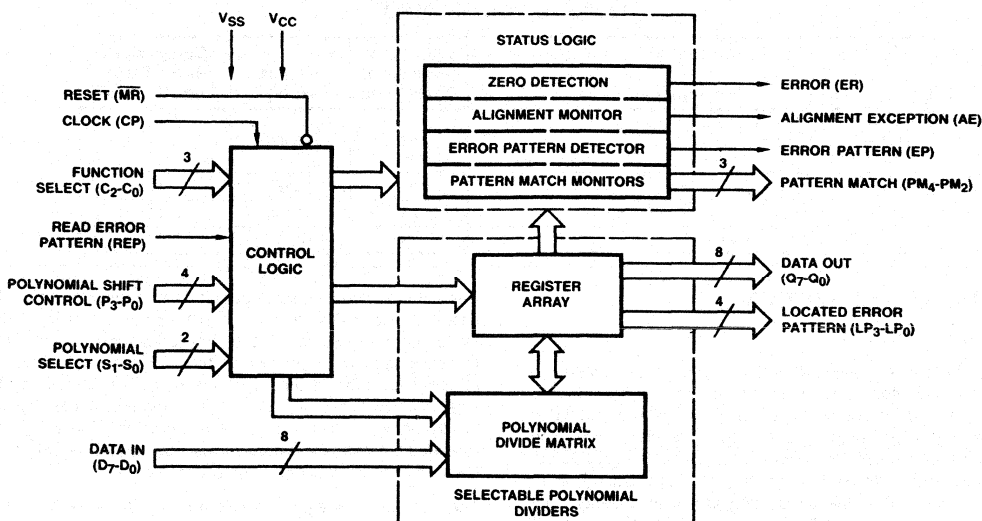 VSS
VCC
RESET (MR)
CLOCK (CP)
3
FUNCTION
SELECT (C2-C0)
READ ERROR
PATTERN (REP)
4
POLYNOMIAL SHIFT
CONTROL (P3-P0)
2
POLYNOMIAL
SELECT (S1-S0)
8
DATA IN
(D7-D0)
CONTROL
LOGIC
STATUS LOGIC
ZERO DETECTION
ALIGNMENT MONITOR
ERROR PATTERN DETECTOR
PATTERN MATCH MONITORS
ERROR (ER)
ALIGNMENT EXCEPTION (AE)
ERROR PATTERN (EP)
3
PATTERN MATCH (PM4-PM2)
REGISTER
ARRAY
8
DATA OUT
(Q7-Q0)
4
LOCATED ERROR
PATTERN (LP3-LP0)
POLYNOMIAL
DIVIDE MATRIX
SELECTABLE POLYNOMIAL
DIVIDERS